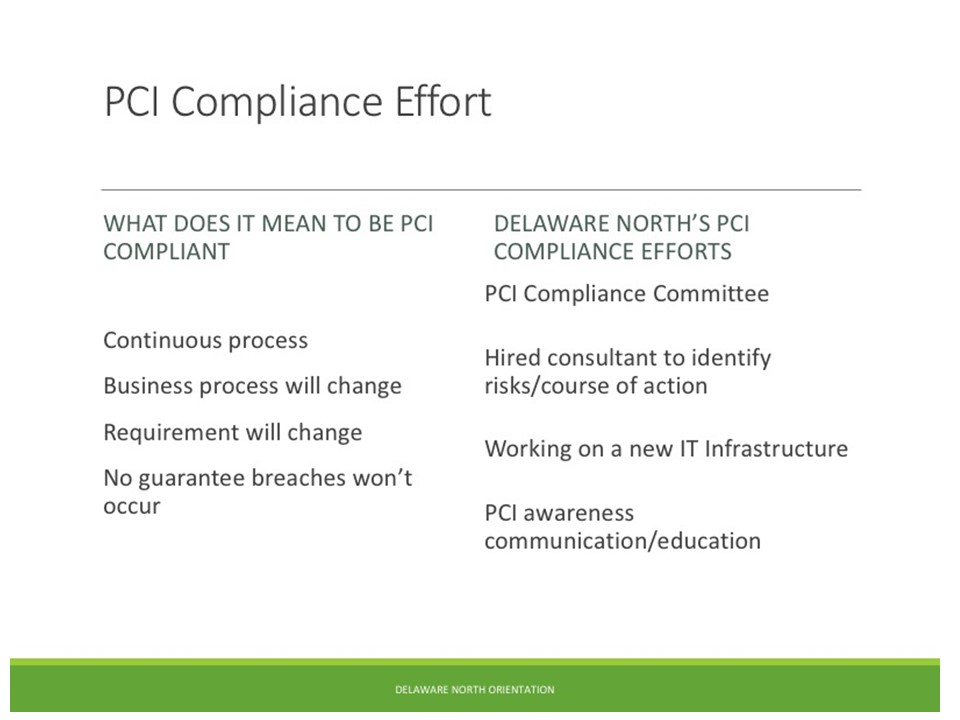 PCI Compliance Effort
WHAT DOES IT MEAN TO BE PCI
COMPLIANT
Continuous process
Business process will change
Requirement will change
No guarantee breaches won’t
occur
DELAWARE NORTH’S PCI
COMPLIANCE EFFORTS
PCI Compliance Committee
Hired consultant to identify
risks/course of action
Working on a new IT Infrastructure
PCI awareness
communication/education
DELAWARE NORTH ORIENTATION